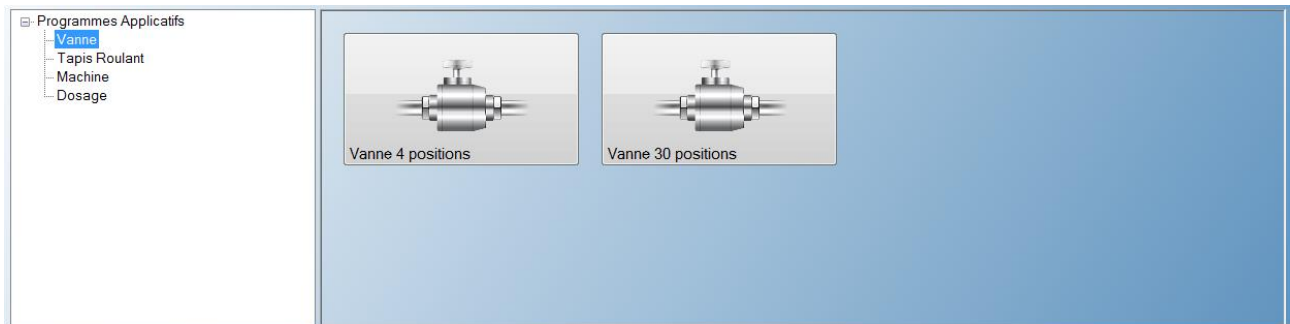 Programmes Applicatifs
Vanne
Tapis Roulant
Machine
Dosage
Vanne 4 positions
Vanne 30 positions